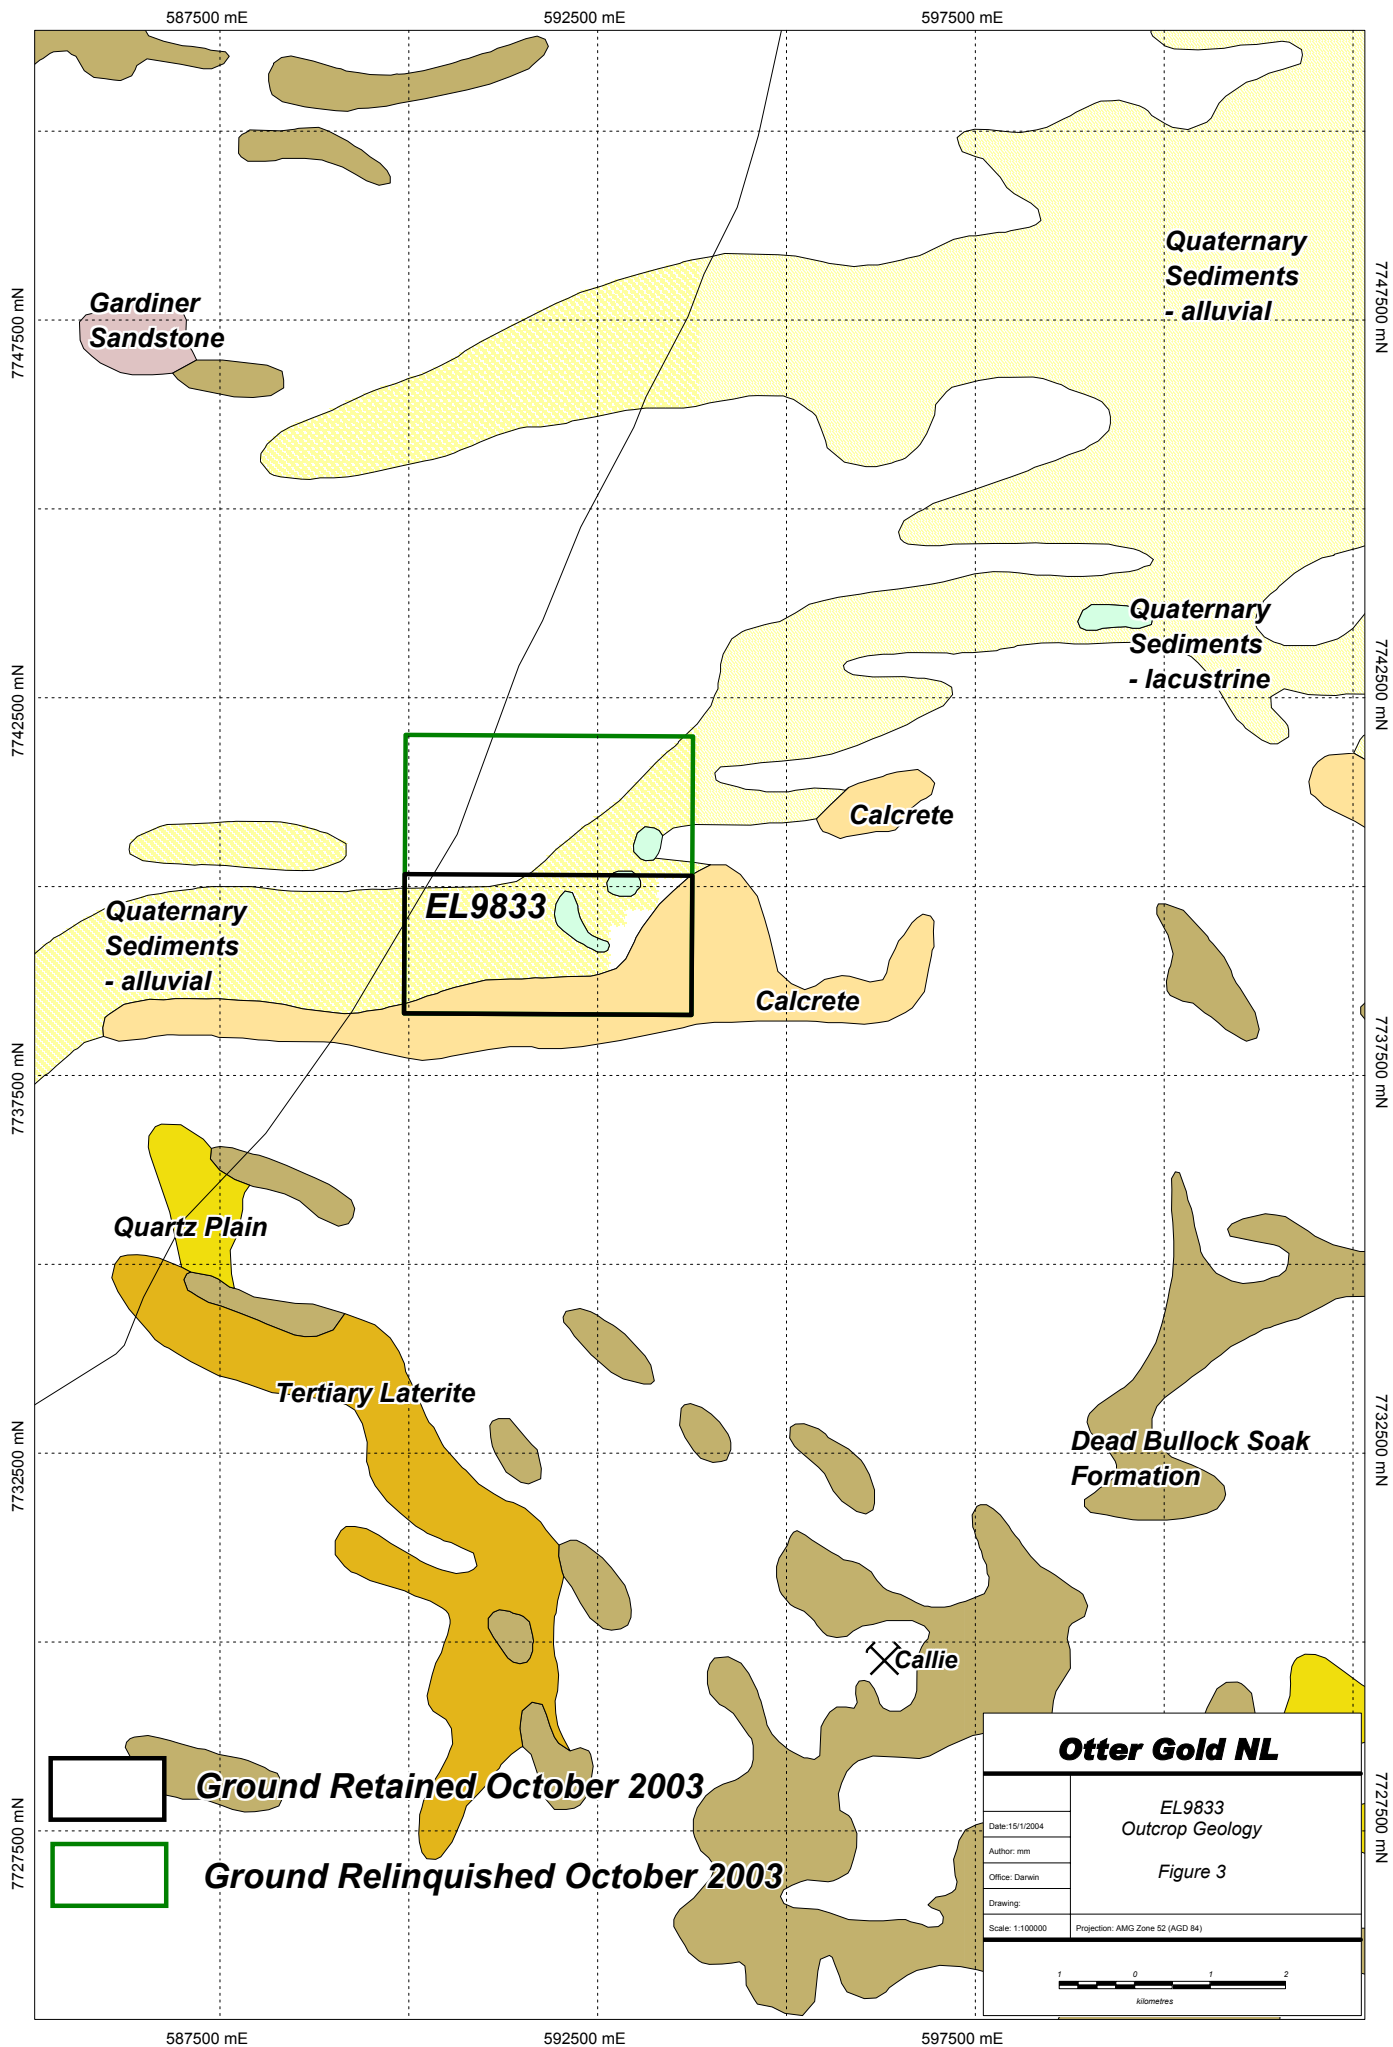 587500 mE
592500 mE
597500 mE
Quaternary
Sediments
- alluvial
7747500 mN
7747500 mN
Gardiner
Sandstone
Quaternary
Sediments
- lacustrine
7742500 mN
7742500 mN
Calcrete
EL9833
Quaternary
Sediments
- alluvial
Calcrete
7737500 mN
7737500 mN
Quartz Plain
Tertiary Laterite
Dead Bullock Soak
Formation
7732500 mN
7732500 mN
Callie
Ground Retained October 2003
Ground Relinquished October 2003
7727500 mN
7727500 mN
Otter Gold NL
EL9833
Outcrop Geology
Figure 3
Date:15/1/2004
Author: mm
Office: Darwin
Drawing:
Scale: 1:100000
Projection: AMG Zone 52 (AGD 84)
1 0 1 2
kilometres
587500 mE
592500 mE
597500 mE